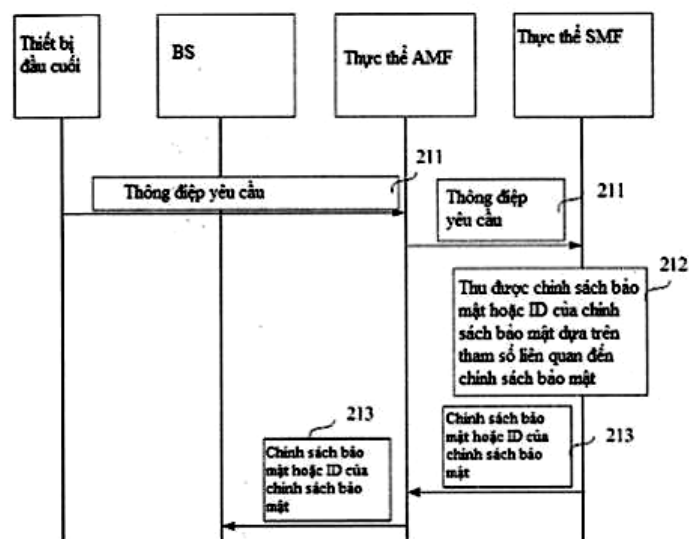 Thiết bị
đầu cuối
BS
Thực thể AMF
Thực thể SMF
211
Thông điệp yêu cầu
211
Thông điệp
yêu cầu
212
Thu được chính sách bảo
mật hoặc ID của chính
sách bảo mật dựa trên
tham số liên quan đến
chính sách bảo mật
213
Chính sách bảo
mật hoặc ID của
chính sách bảo
mật
213
Chính sách bảo
mật hoặc ID của
chính sách bảo
mật